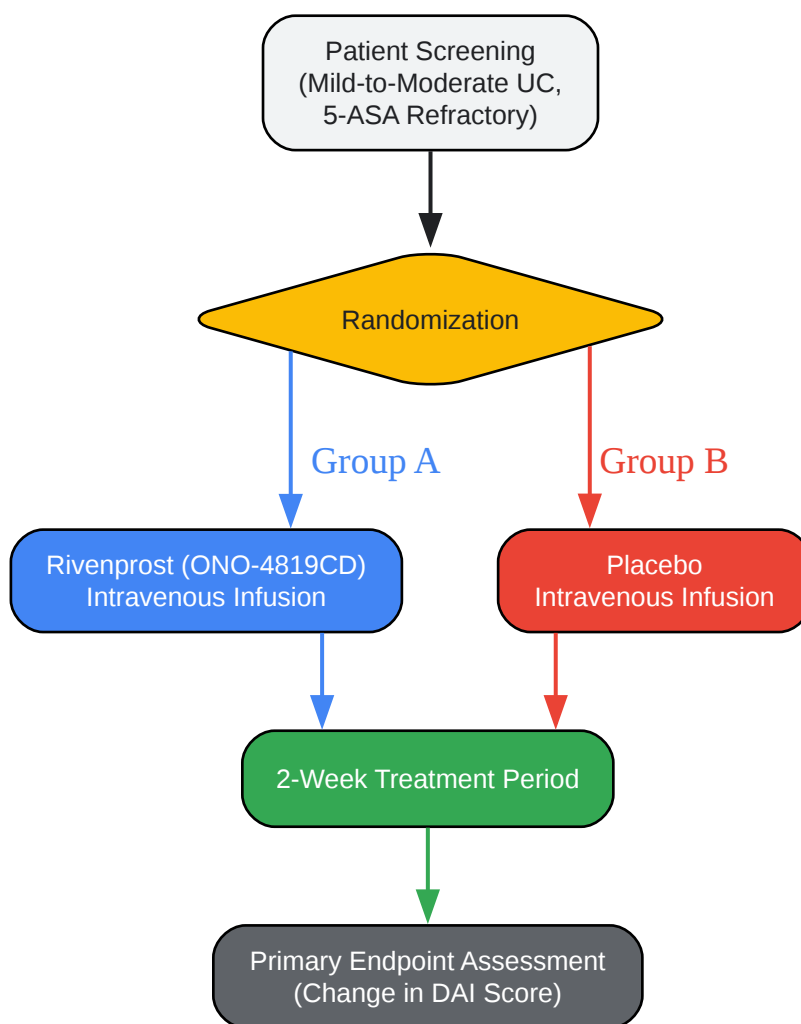 Patient Screening
(Mild-to-Moderate UC,
5-ASA Refractory)
Randomization
Group A
Group B
Rivenprost (ONO-4819CD)
Intravenous Infusion
Placebo
Intravenous Infusion
2-Week Treatment Period
Primary Endpoint Assessment
(Change in DAI Score)